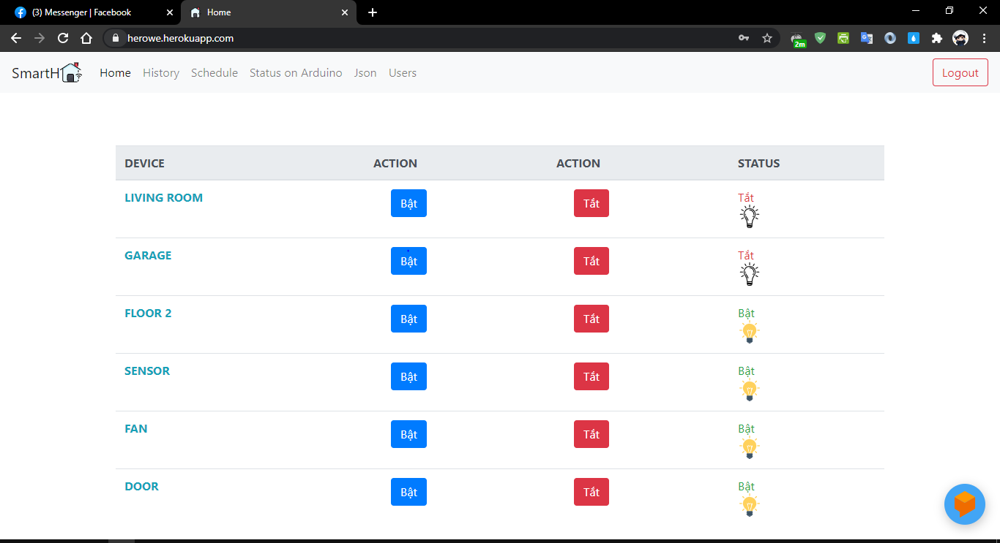 (3) Messenger | Facebook
Home
herowe.herokuapp.com
2m
SmartH
Home History Schedule Status on Arduino Json Users
Logout
DEVICE ACTION ACTION STATUS
LIVING ROOM Bật Tắt Tắt
GARAGE Bật Tắt Tắt
FLOOR 2 Bật Tắt Bật
SENSOR Bật Tắt Bật
FAN Bật Tắt Bật
DOOR Bật Tắt Bật